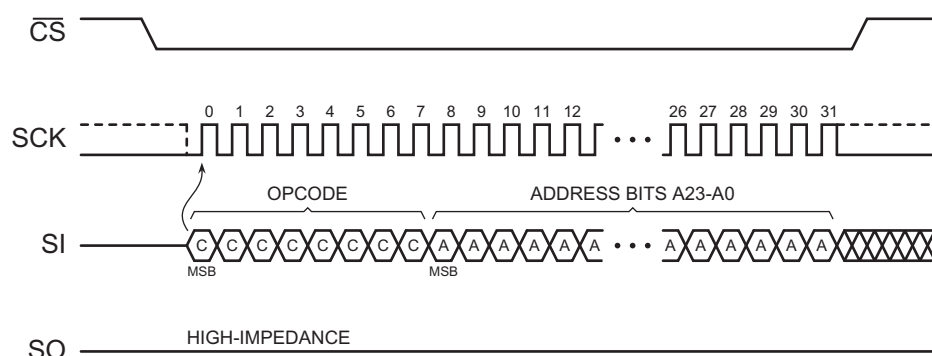 CS
0 1 2 3 4 5 6 7 8 9 10 11 12 26 27 28 29 30 31
SCK
OPCODE ADDRESS BITS A23-A0
SI C C C C C C C C A A A A A A A A A A A A
MSB MSB
HIGH-IMPEDANCE
SO